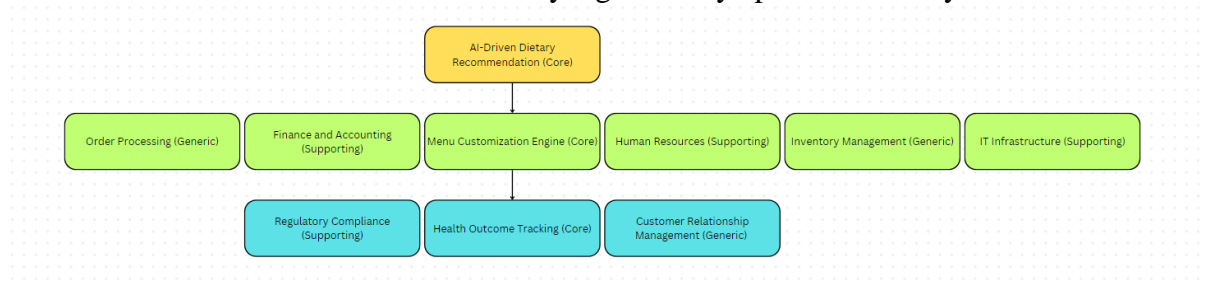 AI-Driven Dietary
Recommendation (Core)
Order Processing (Generic)
Finance and Accounting
(Supporting)
Menu Customization Engine (Core)
Human Resources (Supporting)
Inventory Management (Generic)
IT Infrastructure (Supporting)
Regulatory Compliance
(Supporting)
Health Outcome Tracking (Core)
Customer Relationship
Management (Generic)